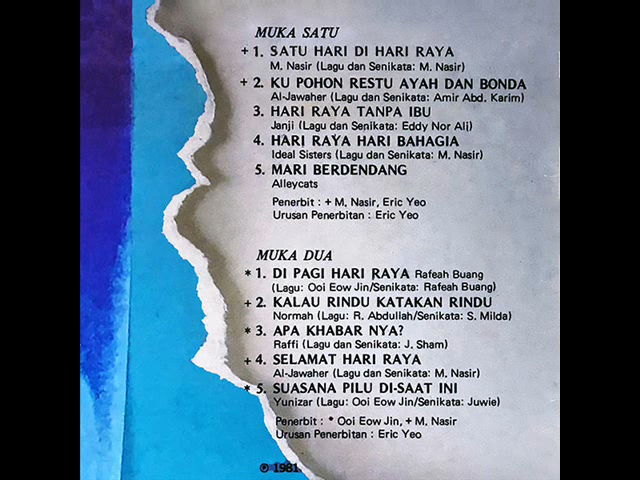 MUKA SATU
+ 1. SATU HARI DI HARI RAYA
M. Nasir (Lagu dan Senikata: M. Nasir)
+ 2. KU POHON RESTU AYAH DAN BONDA
Al-Jawaher (Lagu dan Senikata: Amir Abd. Karim)
3. HARI RAYA TANPA IBU
Janji (Lagu dan Senikata: Eddy Nor Ali)
4. HARI RAYA HARI BAHAGIA
Ideal Sisters (Lagu dan Senikata: M. Nasir)
5. MARI BERDENDANG
Alleycats
Penerbit : + M. Nasir, Eric Yeo
Urusan Penerbitan : Eric Yeo
MUKA DUA
* 1. DI PAGI HARI RAYA Rafeah Buang
(Lagu: Ooi Eow Jin/Senikata: Rafeah Buang)
+ 2. KALAU RINDU KATAKAN RINDU
Normah (Lagu: R. Abdullah/Senikata: S. Milda)
* 3. APA KHABAR NYA?
Raffi (Lagu dan Senikata: J. Sham)
+ 4. SELAMAT HARI RAYA
Al-Jawaher (Lagu dan Senikata: M. Nasir)
* 5. SUASANA PILU DI-SAAT INI
Yunizar (Lagu: Ooi Eow Jin/Senikata: Juwie)
Penerbit : * Ooi Eow Jin, + M. Nasir
Urusan Penerbitan : Eric Yeo
℗ 1981